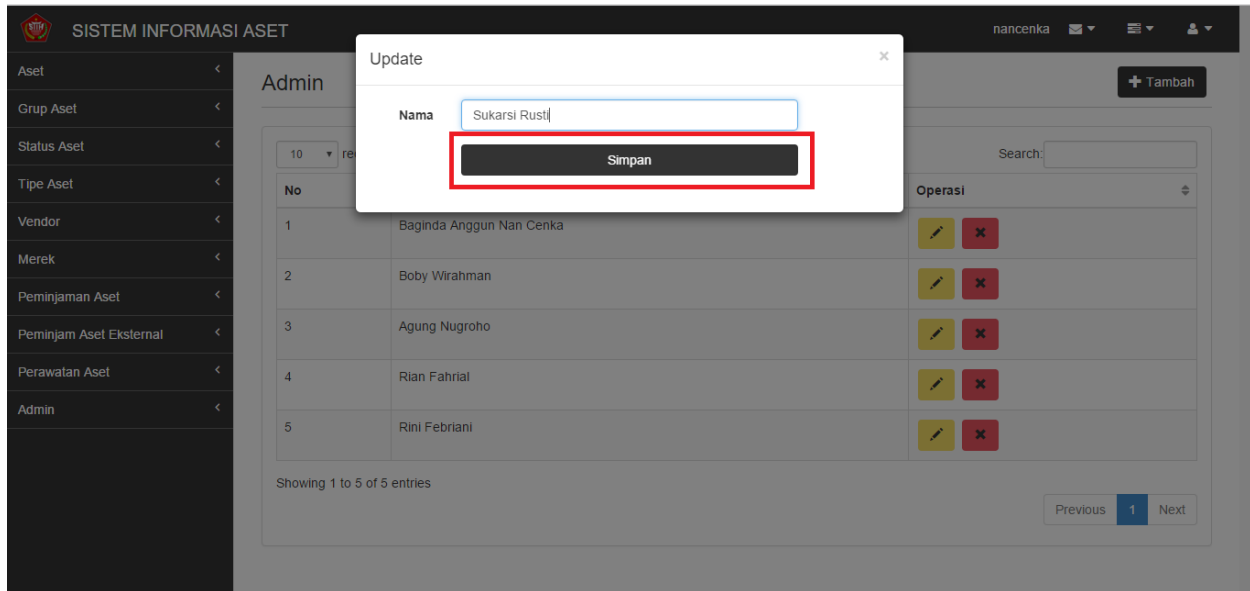 SISTEM INFORMASI ASET
nancenka
Update
×
Aset
Admin
Tambah
Grup Aset
Nama
Sukarsi Rusti
Status Aset
10
re
Simpan
Search:
Tipe Aset
No
Operasi
Vendor
1
Baginda Anggun Nan Cenka
Merek
2
Boby Wirahman
Peminjaman Aset
3
Agung Nugroho
Peminjam Aset Eksternal
Perawatan Aset
4
Rian Fahrial
Admin
5
Rini Febriani
Showing 1 to 5 of 5 entries
Previous
1
Next